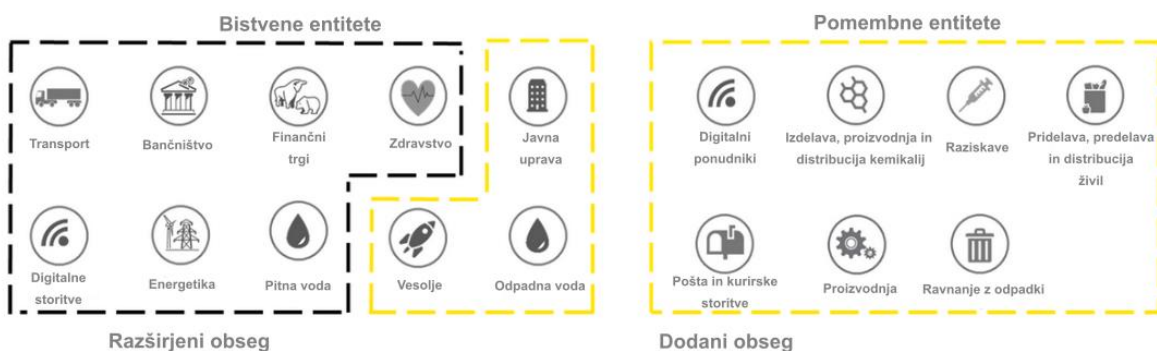 Bistvene entitete
Transport
Bančništvo
Finančni
trgi
Zdravstvo
Javna
uprava
Digitalne
storitve
Energetika
Pitna voda
Vesolje
Odpadna voda
Razširjeni obseg
Pomembne entitete
Digitalni
ponudniki
Izdelava, proizvodnja in
distribucija kemikalij
Raziskave
Pridelava, predelava
in distribucija
živil
Pošta in kurirske
storitve
Proizvodnja
Ravnanje z odpadki
Dodani obseg